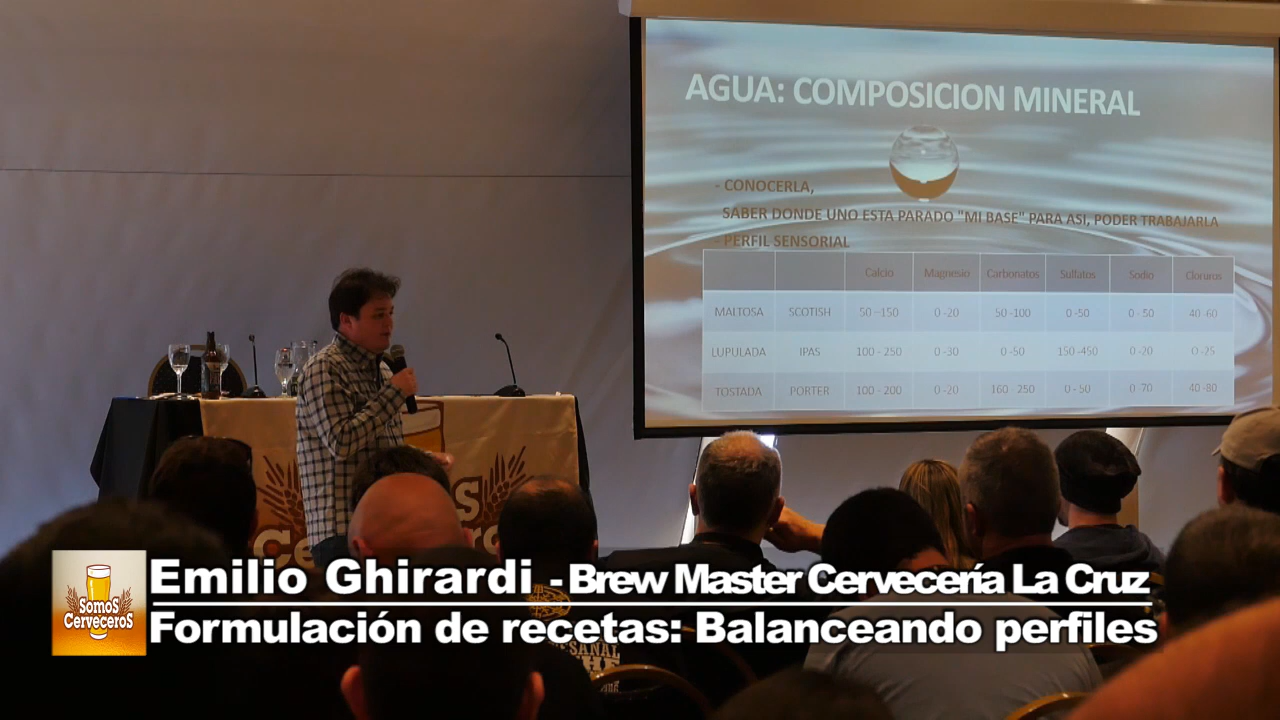 AGUA: COMPOSICION MINERAL
- CONOCERLA,
SABER DONDE UNO ESTA PARADO "MI BASE" PARA ASI, PODER TRABAJARLA
- PERFIL SENSORIAL
Calcio Magnesio Carbonatos Sulfatos Sodio Cloruros
MALTOSA SCOTISH 50 -150 0 -20 50 -100 0 -50 0 - 50 40 -60
LUPULADA IPAS 100 - 250 0 -30 0 -50 150 -450 0 -20 0 -25
TOSTADA PORTER 100 - 200 0 -20 160 - 250 0 - 50 0 -70 40 -80
Somos
Cerveceros
Emilio Ghirardi - Brew Master Cervecería La Cruz
Formulación de recetas: Balanceando perfiles